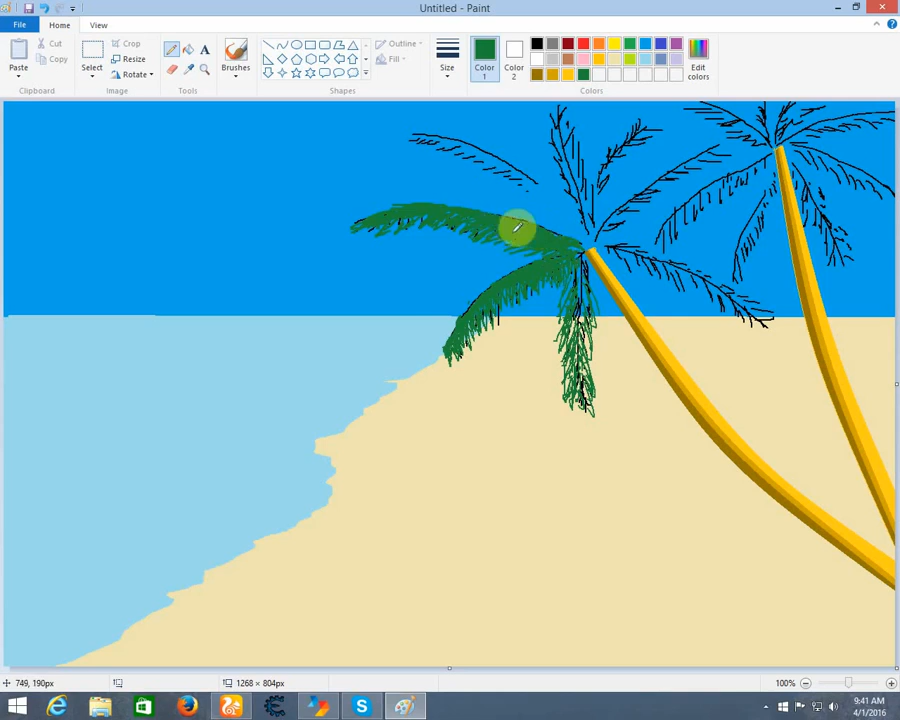 Untitled - Paint
File Home View
Paste
Cut
Copy
Clipboard
Select
Crop
Resize
Rotate
Image
A
Tools
Brushes
Outline
Fill
Shapes
Size
Color 1
Color 2
Edit colors
Colors
749, 190px
1268 × 804px
100%
9:41 AM
4/1/2016